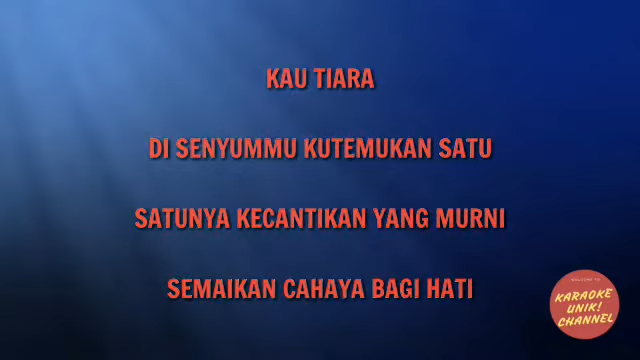 KAU TIARA
DI SENYUMMU KUTEMUKAN SATU
SATUNYA KECANTIKAN YANG MURNI
SEMAIKAN CAHAYA BAGI HATI
KARAOKE
UNIK!
CHANNEL